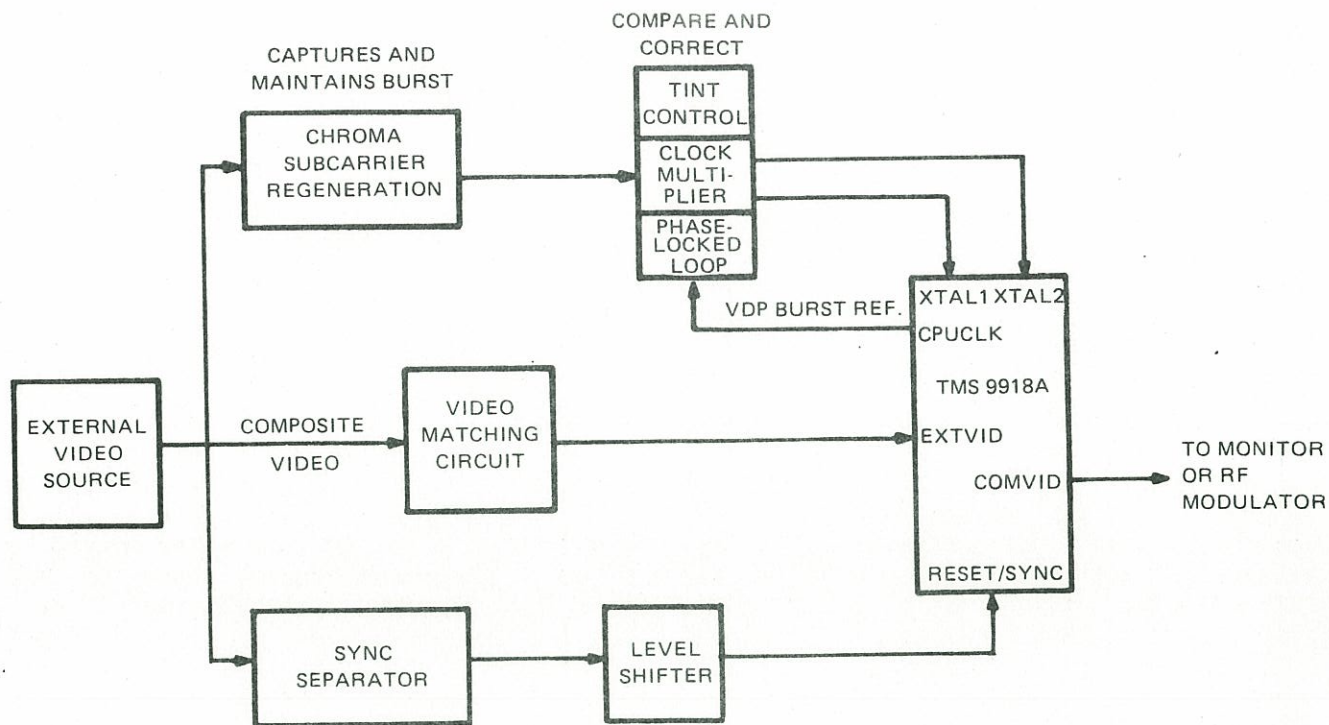 COMPARE AND
CORRECT
CAPTURES AND
MAINTAINS BURST
TINT
CONTROL
CHROMA
SUBCARRIER
REGENERATION
CLOCK
MULTI-
PLIER
PHASE-
LOCKED
LOOP
XTAL1 XTAL2
VDP BURST REF.
CPUCLK
TMS 9918A
EXTERNAL
VIDEO
SOURCE
COMPOSITE
VIDEO
VIDEO
MATCHING
CIRCUIT
EXTVID
COMVID
TO MONITOR
OR RF
MODULATOR
RESET/SYNC
SYNC
SEPARATOR
LEVEL
SHIFTER